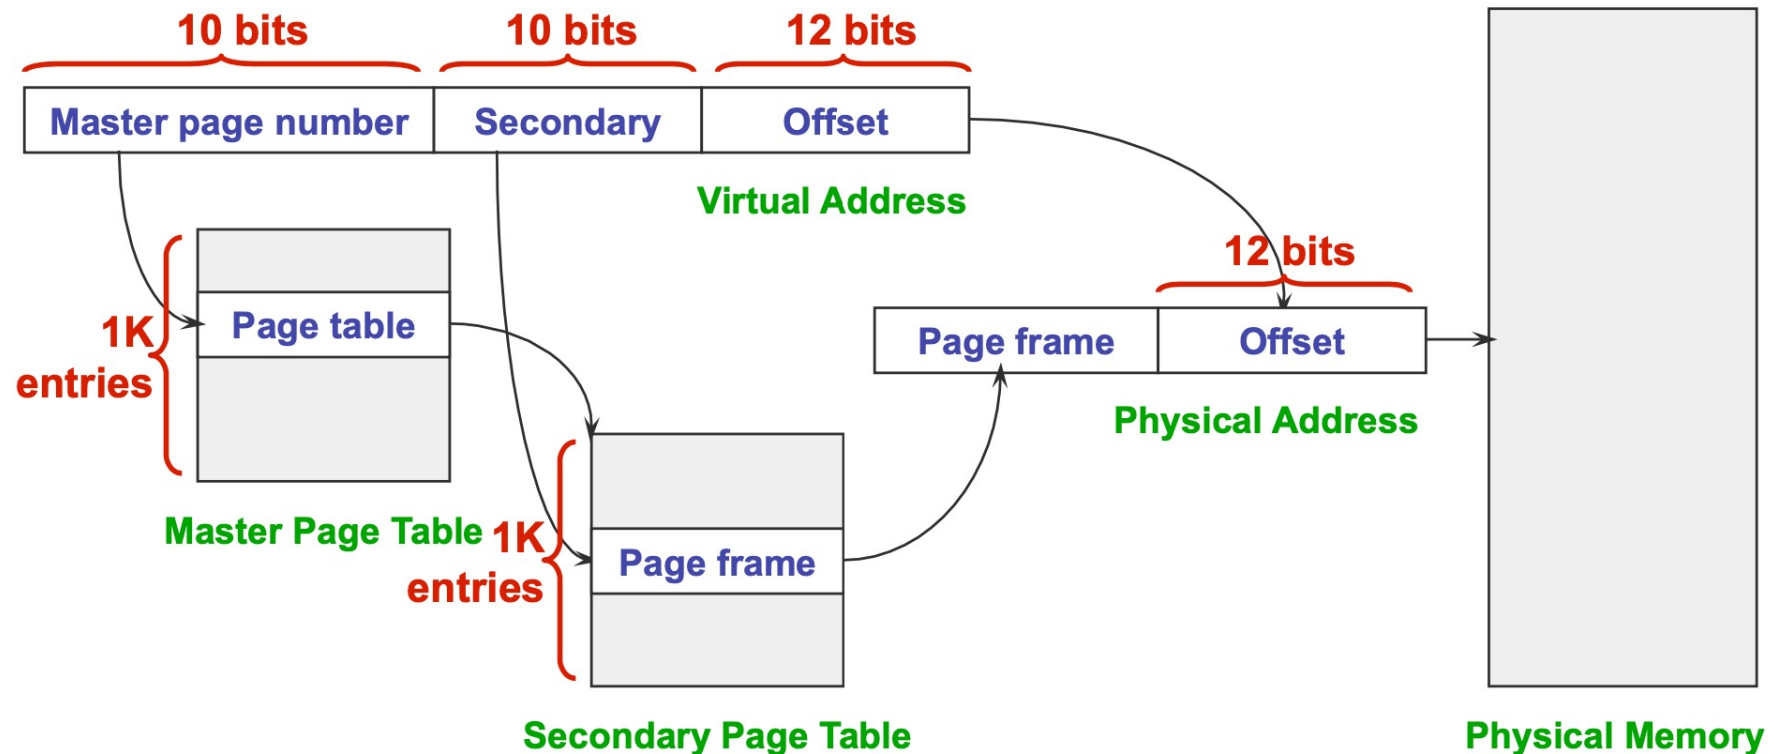 10 bits
10 bits
12 bits
Master page number
Secondary
Offset
Virtual Address
12 bits
1K
entries
Page table
Page frame
Offset
Physical Address
Master Page Table
1K
entries
Page frame
Secondary Page Table
Physical Memory